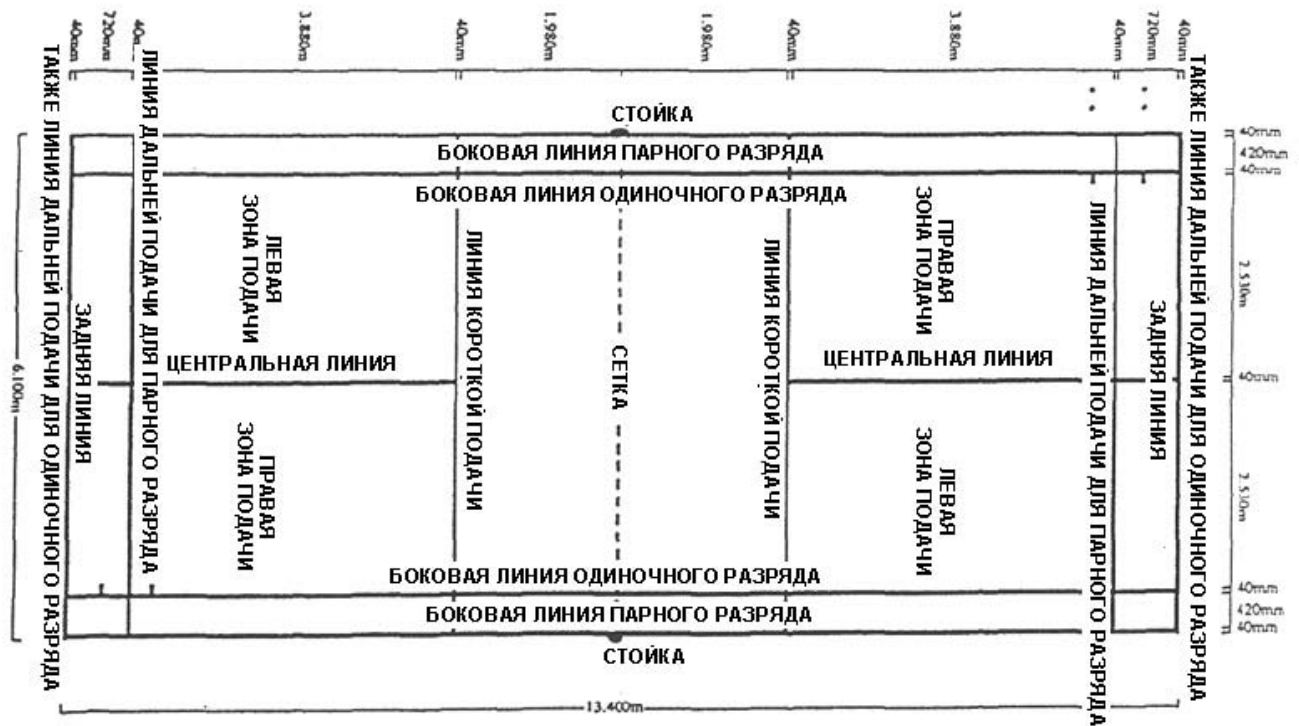 40mm
720mm
3.880m
40mm
1.980m
1.980m
40mm
3.880m
40mm
720mm
40mm
ТАКЖЕ ЛИНИЯ ДАЛЬНЕЙ ПОДАЧИ ДЛЯ ОДИНОЧНОГО РАЗРЯДА
ЛИНИЯ ДАЛЬНЕЙ ПОДАЧИ ДЛЯ ПАРНОГО РАЗРЯДА
ТАКЖЕ ЛИНИЯ ДАЛЬНЕЙ ПОДАЧИ ДЛЯ ОДИНОЧНОГО РАЗРЯДА
СТОЙКА
БОКОВАЯ ЛИНИЯ ПАРНОГО РАЗРЯДА
БОКОВАЯ ЛИНИЯ ОДИНОЧНОГО РАЗРЯДА
40mm
420mm
40mm
ЛЕВАЯ
ЗОНА ПОДАЧИ
ЛИНИЯ КОРОТКОЙ ПОДАЧИ
СЕТКА
ЛИНИЯ КОРОТКОЙ ПОДАЧИ
ПРАВАЯ
ЗОНА ПОДАЧИ
ЛИНИЯ ДАЛЬНЕЙ ПОДАЧИ ДЛЯ ПАРНОГО РАЗРЯДА
2.530m
ЗАДНЯЯ ЛИНИЯ
ЗАДНЯЯ ЛИНИЯ
ЦЕНТРАЛЬНАЯ ЛИНИЯ
ЦЕНТРАЛЬНАЯ ЛИНИЯ
40mm
6.100m
ПРАВАЯ
ЗОНА ПОДАЧИ
ЛЕВАЯ
ЗОНА ПОДАЧИ
2.530m
БОКОВАЯ ЛИНИЯ ОДИНОЧНОГО РАЗРЯДА
БОКОВАЯ ЛИНИЯ ПАРНОГО РАЗРЯДА
40mm
420mm
40mm
СТОЙКА
13.400m